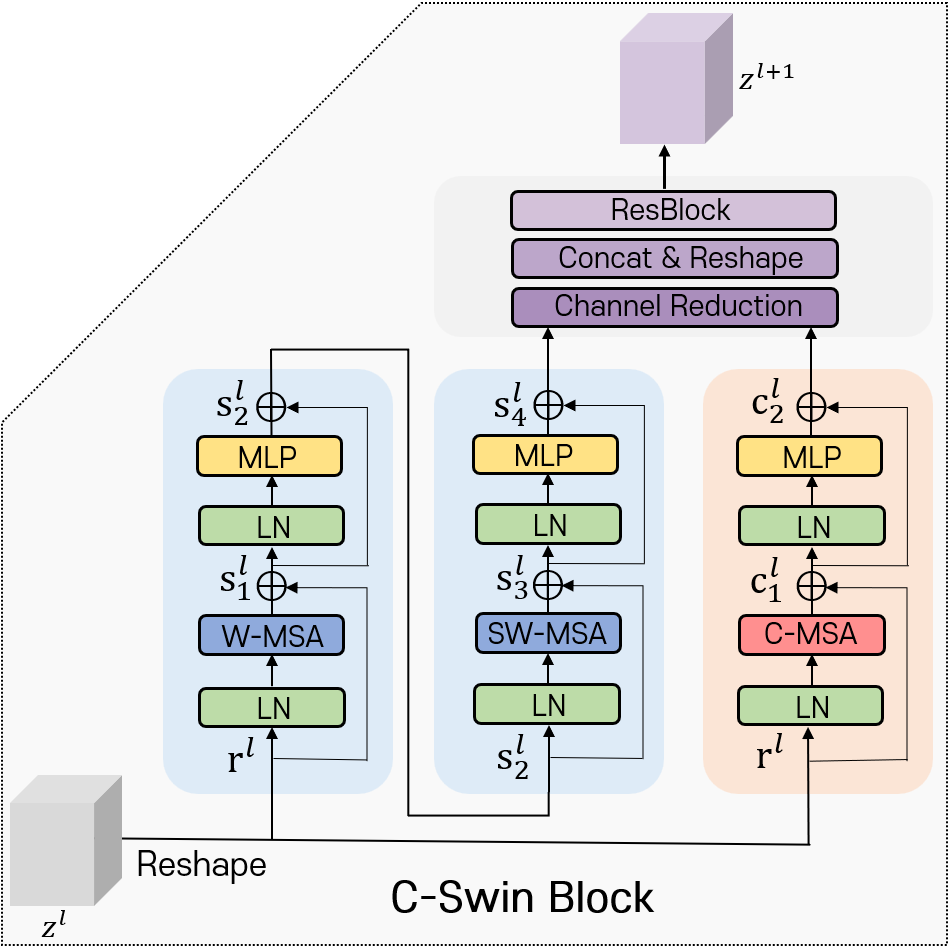 z^{l+1}
ResBlock
Concat & Reshape
Channel Reduction
s_2^l
MLP
LN
s_1^l
W-MSA
LN
r^l
s_4^l
MLP
LN
s_3^l
SW-MSA
LN
s_2^l
c_2^l
MLP
LN
c_1^l
C-MSA
LN
r^l
Reshape
z^l
C-Swin Block